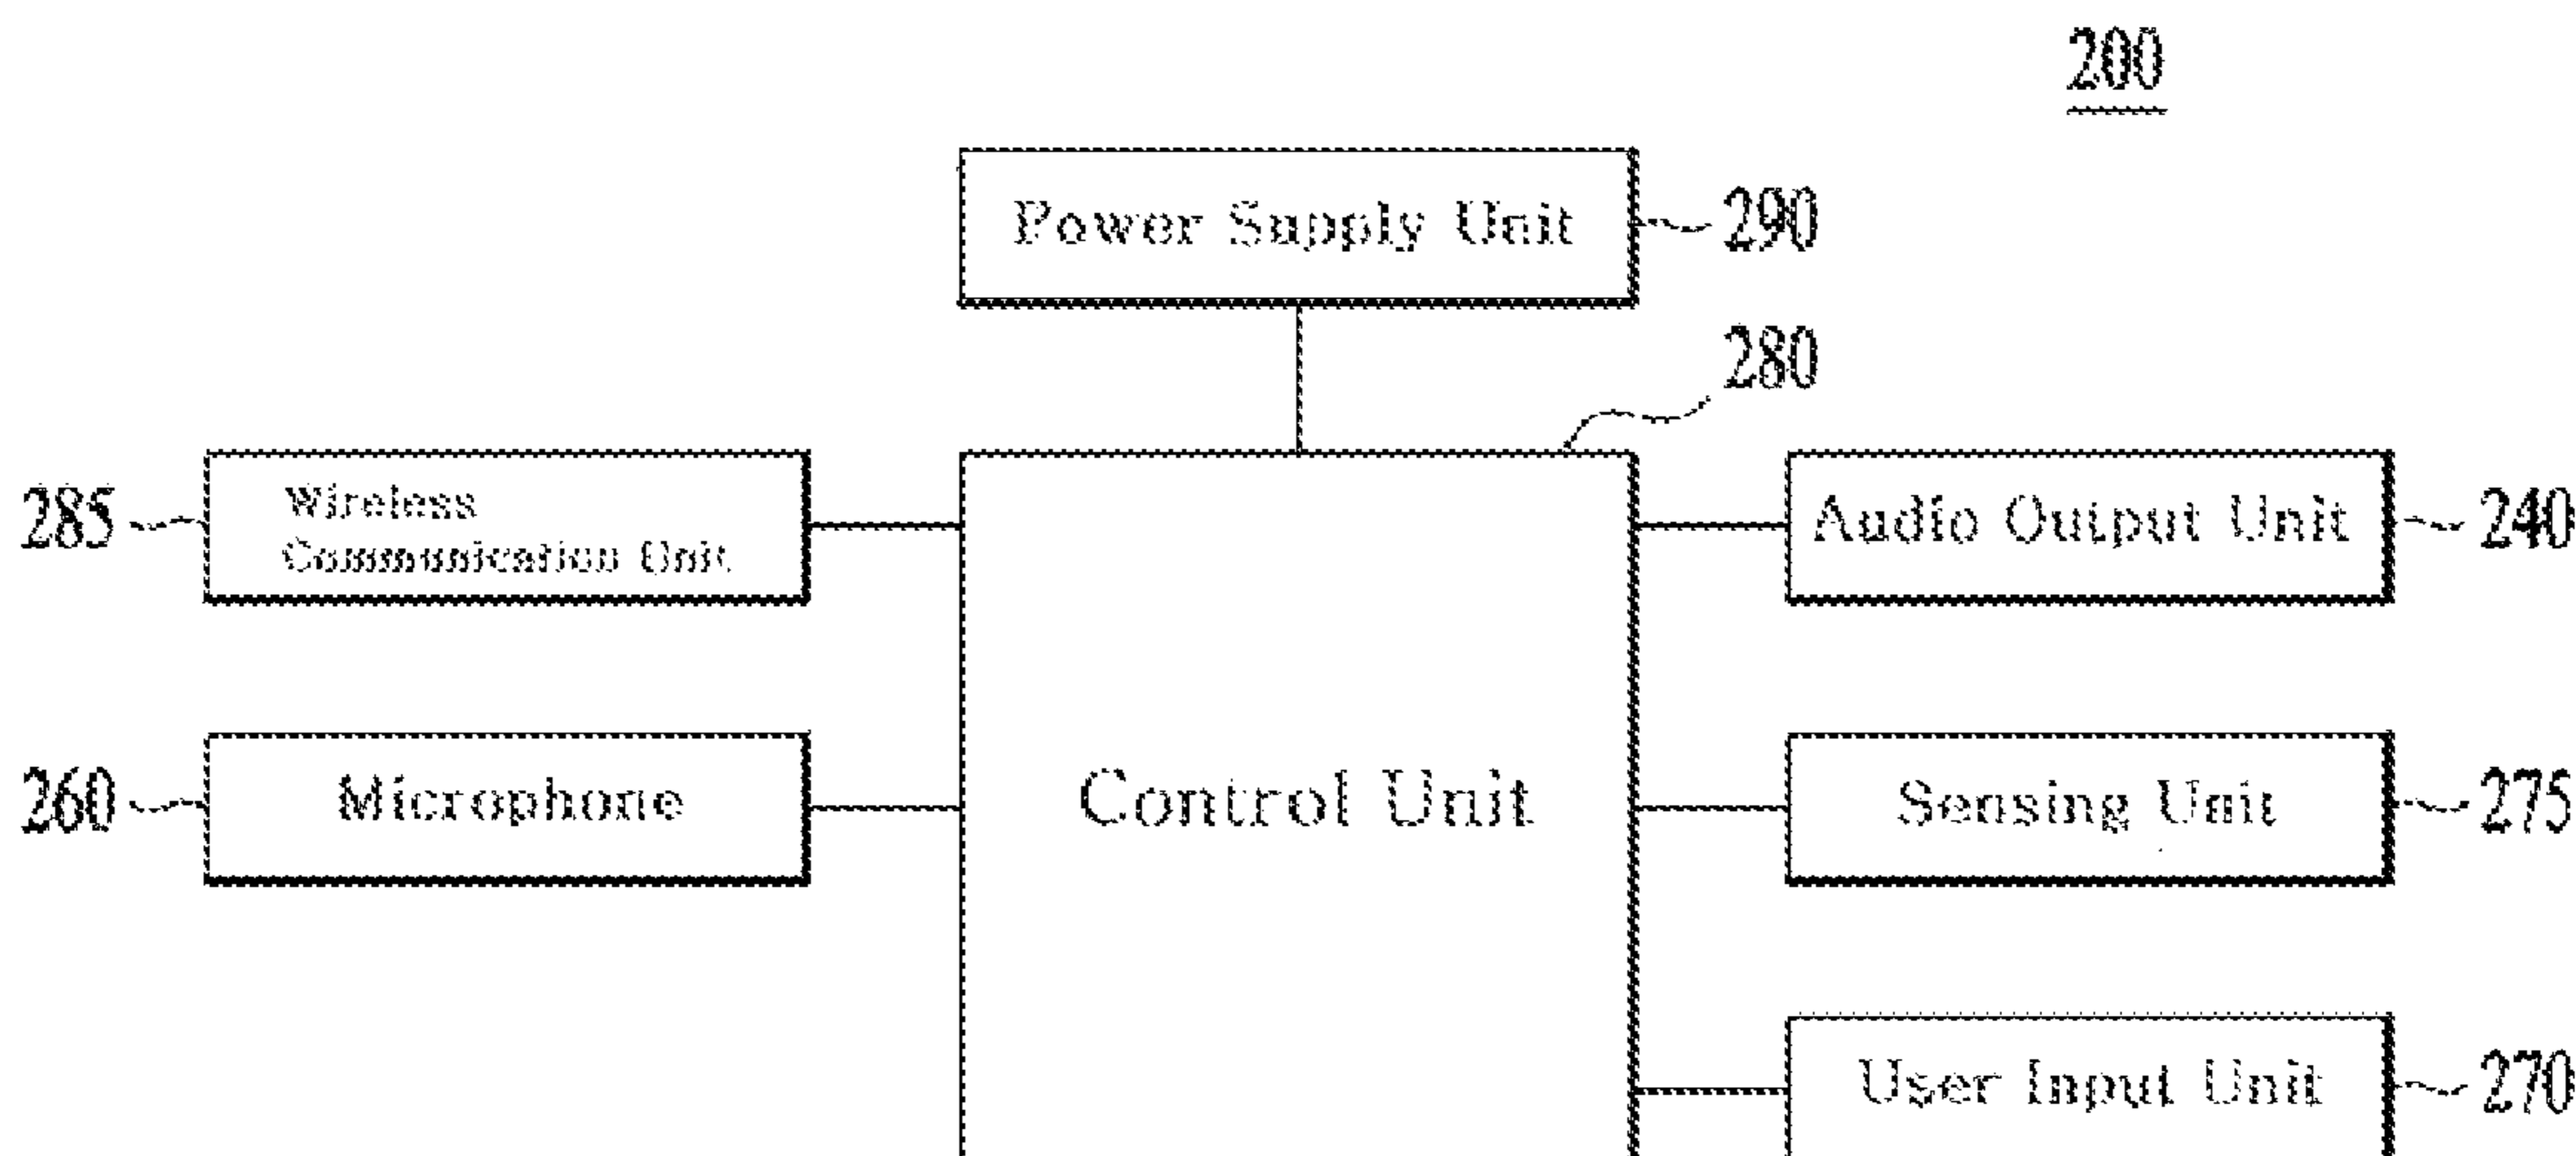 200
Power Supply Unit
290
280
285
Wireless
Communication Unit
Audio Output Unit
240
260
Microphone
Control Unit
Sensing Unit
275
User Input Unit
270